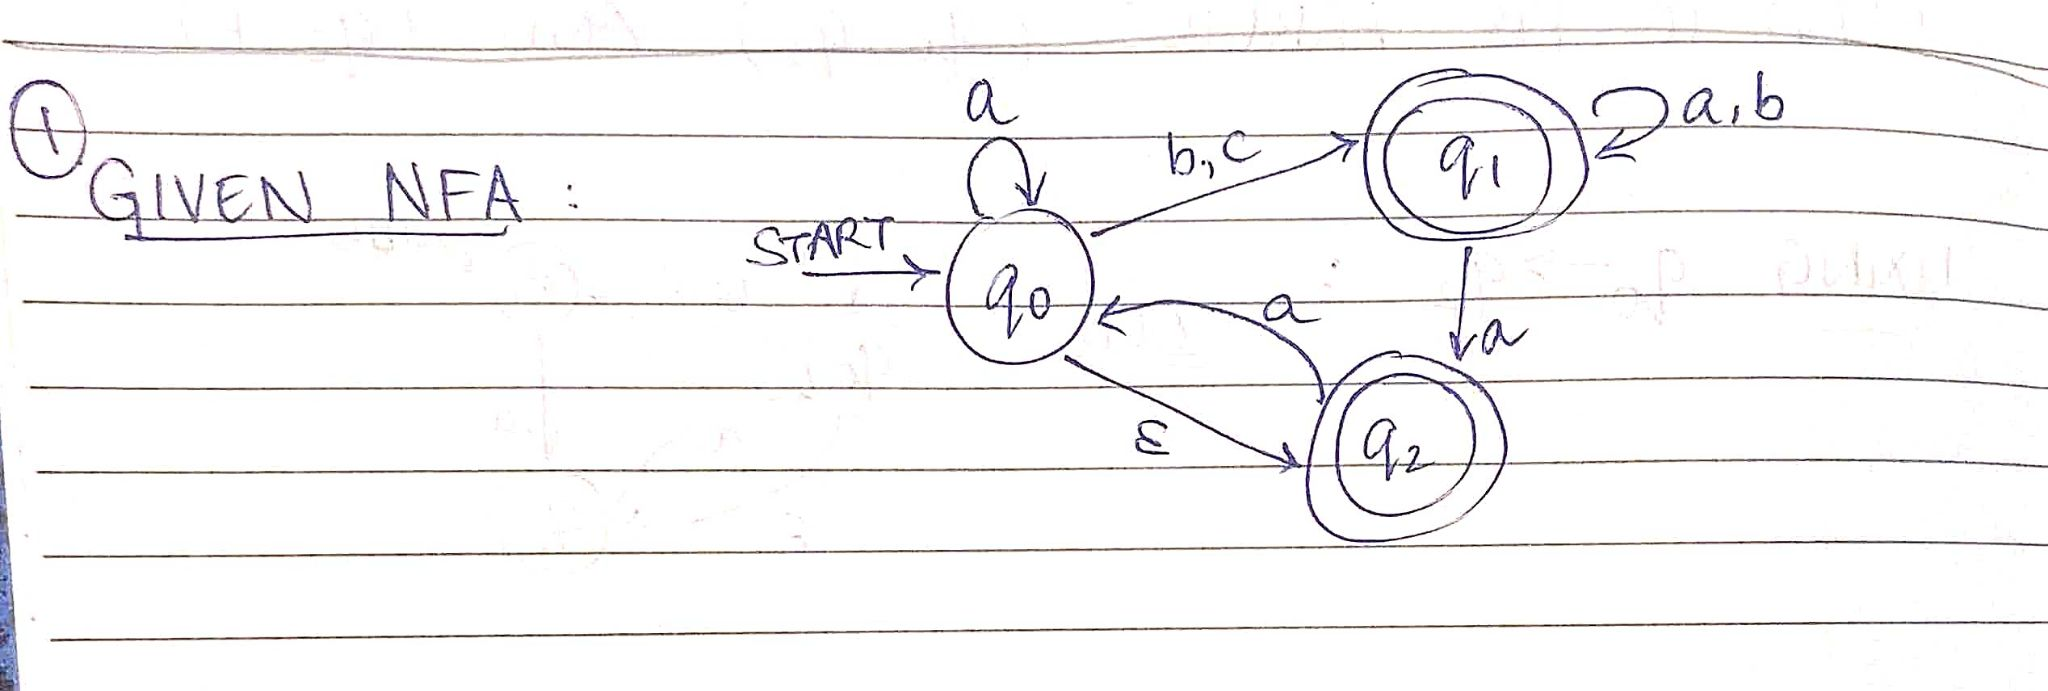 ①
GIVEN NFA :
START
a
q0
b, c
q1
a, b
a
a
ε
q2